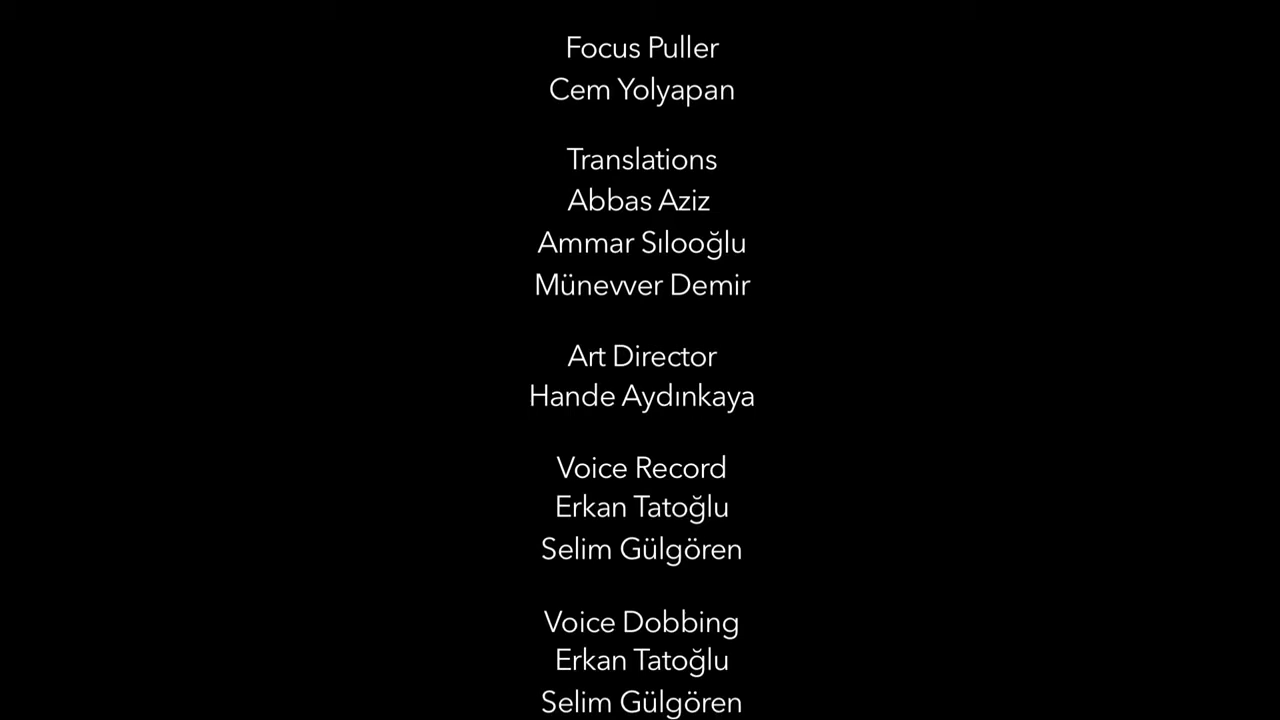 Focus Puller
Cem Yolyapan
Translations
Abbas Aziz
Ammar Sılooğlu
Münevver Demir
Art Director
Hande Aydınkaya
Voice Record
Erkan Tatoğlu
Selim Gülgören
Voice Dobbing
Erkan Tatoğlu
Selim Gülgören